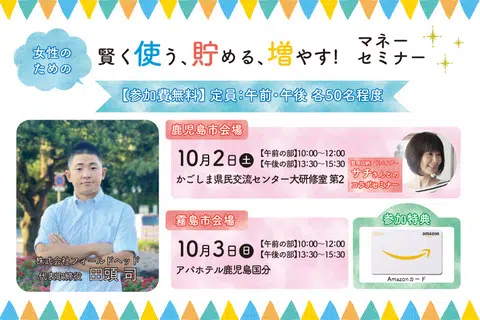 女性の
ための
賢く使う、貯める、増やす!
マネー
セミナー
【参加費無料】定員:午前・午後 各50名程度
鹿児島市会場
10月2日土
【午前の部】10:00~12:00
【午後の部】13:30~15:30
かごしま県民交流センター大研修室 第2
サチさんとの
コラボセミナー
霧島市会場
10月3日日
【午前の部】10:00~12:00
【午後の部】13:30~15:30
アパホテル鹿児島国分
参加特典
amazon
Amazonカード
株式会社フィールドヘッド
代表取締役 田頭 司